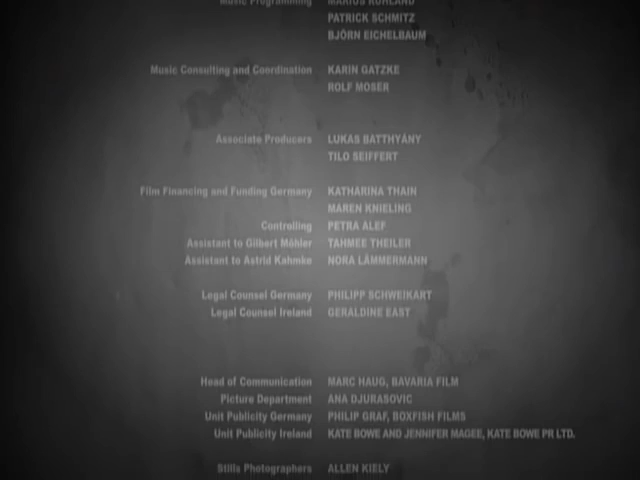 Music Programming MARIUS RUHLAND
PATRICK SCHMITZ
BJÖRN EICHELBAUM
Music Consulting and Coordination KARIN GATZKE
ROLF MOSER
Associate Producers LUKAS BATTHYÁNY
TILO SEIFFERT
Film Financing and Funding Germany KATHARINA THAIN
MAREN KNIELING
Controlling PETRA ALEF
Assistant to Gilbert Möhler TAHMEE THEILER
Assistant to Astrid Kahmke NORA LÄMMERMANN
Legal Counsel Germany PHILIPP SCHWEIKART
Legal Counsel Ireland GERALDINE EAST
Head of Communication MARC HAUG, BAVARIA FILM
Picture Department ANA DJURASOVIC
Unit Publicity Germany PHILIP GRAF, BOXFISH FILMS
Unit Publicity Ireland KATE BOWE AND JENNIFER MAGEE, KATE BOWE PR LTD.
Stills Photographers ALLEN KIELY